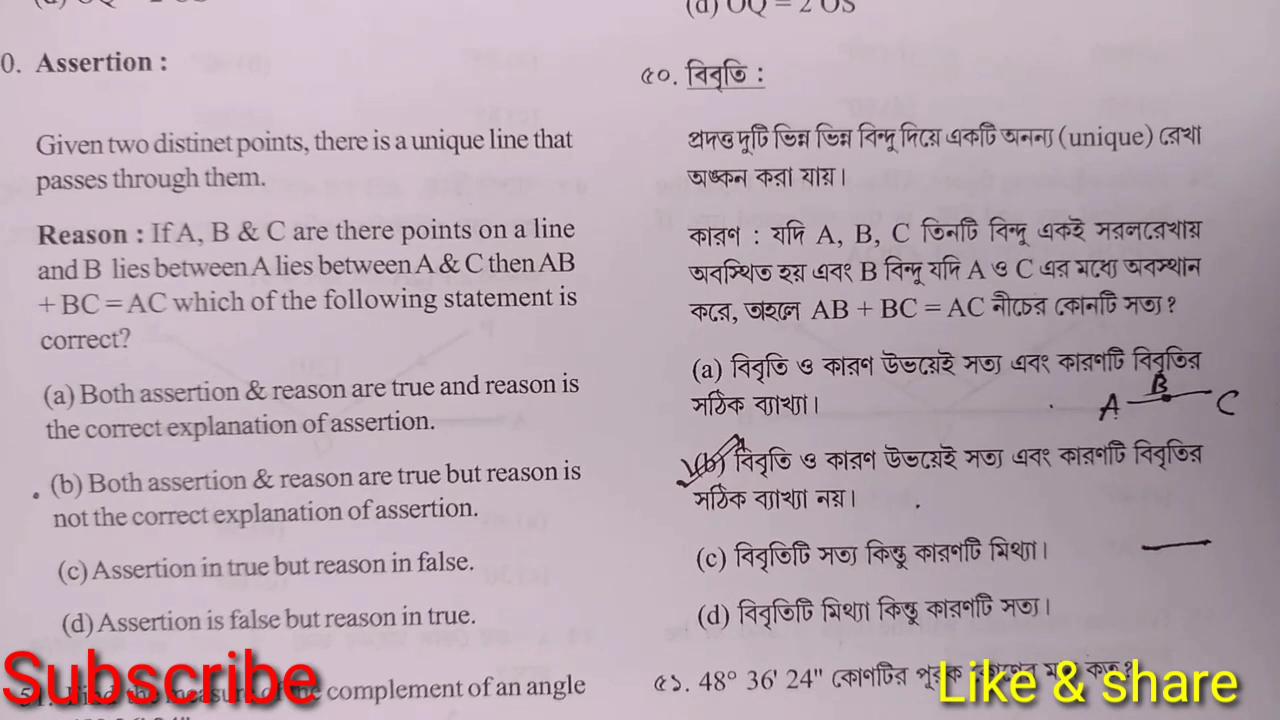 (d) OQ = 2 OS
0. Assertion :
Given two distinet points, there is a unique line that
passes through them.
Reason : If A, B & C are there points on a line
and B lies between A lies between A & C then AB
+ BC = AC which of the following statement is
correct?
(a) Both assertion & reason are true and reason is
the correct explanation of assertion.
(b) Both assertion & reason are true but reason is
not the correct explanation of assertion.
(c) Assertion in true but reason in false.
(d) Assertion is false but reason in true.
51. Find the measure of the complement of an angle
৫০. বিবৃতি :
প্রদত্ত দুটি ভিন্ন ভিন্ন বিন্দু দিয়ে একটি অনন্য (unique) রেখা
অঙ্কন করা যায়।
কারণ : যদি A, B, C তিনটি বিন্দু একই সরলরেখায়
অবস্থিত হয় এবং B বিন্দু যদি A ও C এর মধ্যে অবস্থান
করে, তাহলে AB + BC = AC নীচের কোনটি সত্য?
(a) বিবৃতি ও কারণ উভয়েই সত্য এবং কারণটি বিবৃতির
সঠিক ব্যাখ্যা।
A B C
(b) বিবৃতি ও কারণ উভয়েই সত্য এবং কারণটি বিবৃতির
সঠিক ব্যাখ্যা নয়।
(c) বিবৃতিটি সত্য কিন্তু কারণটি মিথ্যা।
(d) বিবৃতিটি মিথ্যা কিন্তু কারণটি সত্য।
৫১. 48° 36' 24" কোণটির পূরক কোণের মান কত?
Subscribe
Like & share